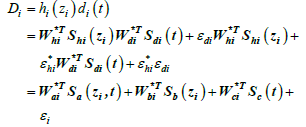 D_i = h_i(z_i)d_i(t)
= W_{hi}^{*T} S_{hi}(z_i) W_{di}^{*T} S_{di}(t) + ε_{di} W_{hi}^{*T} S_{hi}(z_i) +
ε_{hi}^{*} W_{di}^{*T} S_{di}(t) + ε_{hi}^{*} ε_{di}
= W_{ai}^{*T} S_a(z_i, t) + W_{bi}^{*T} S_b(z_i) + W_{ci}^{*T} S_c(t) +
ε_i